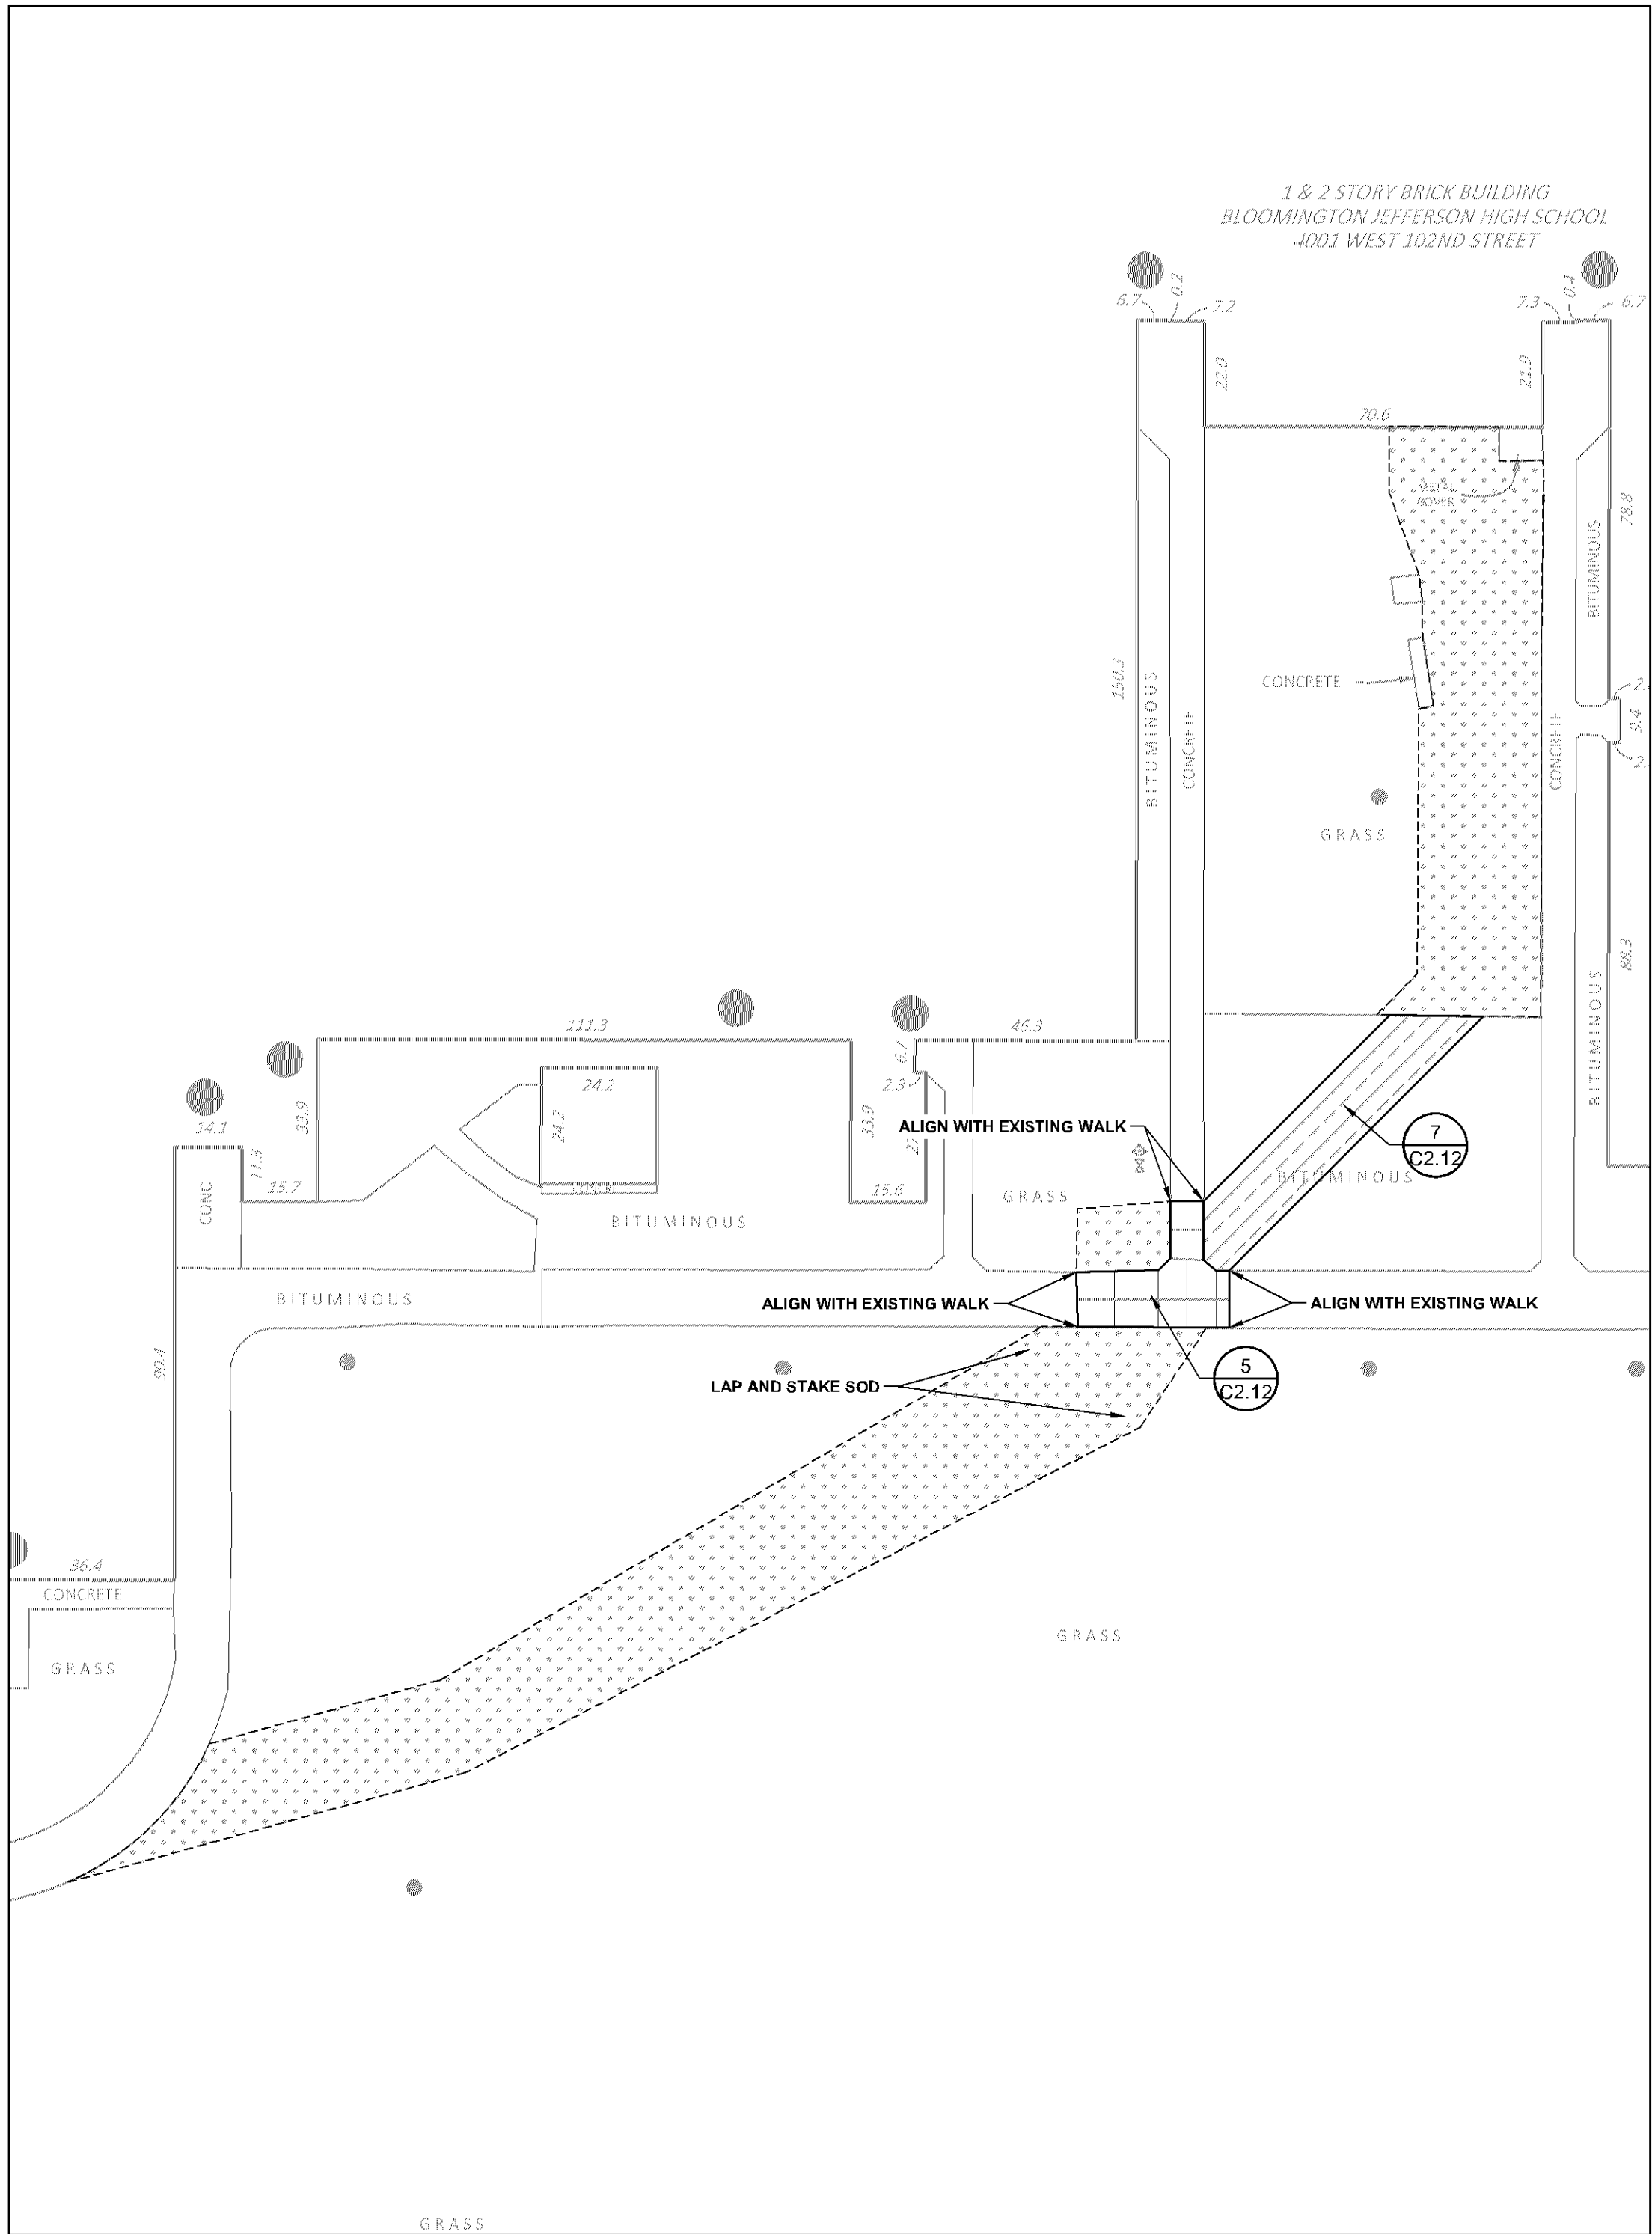 1 & 2 STORY BRICK BUILDING
BLOOMINGTON JEFFERSON HIGH SCHOOL
4001 WEST 102ND STREET
6.7
0.2
7.2
7.3
0.4
6.7
22.0
21.9
70.6
METAL
COVER
78.8
BITUMINOUS
150.3
BITUMINOUS
CONCRETE
CONCRETE
CONCRETE
9.4
GRASS
88.3
BITUMINOUS
111.3
46.3
6.7
2.3
24.2
24.2
33.9
33.9
14.1
11.3
15.7
15.6
CONC
ALIGN WITH EXISTING WALK
7
C2.12
BITUMINOUS
GRASS
BITUMINOUS
BITUMINOUS
ALIGN WITH EXISTING WALK
ALIGN WITH EXISTING WALK
90.4
LAP AND STAKE SOD
5
C2.12
36.4
CONCRETE
GRASS
GRASS
GRASS